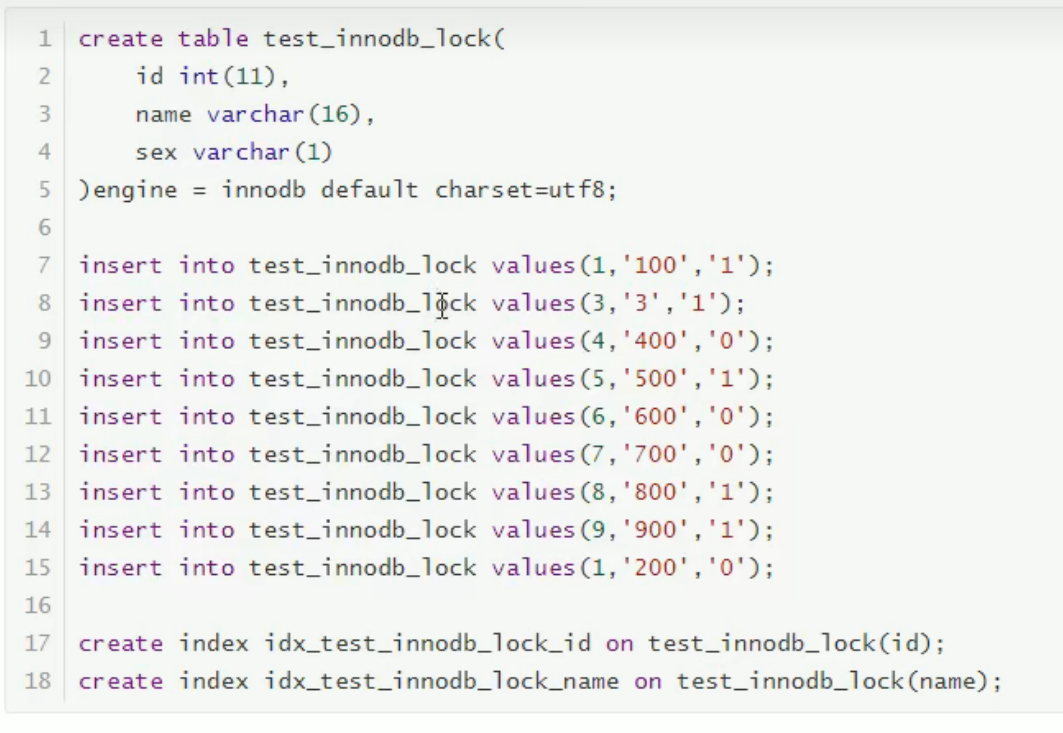 1 create table test_innodb_lock(
2     id int(11),
3     name varchar(16),
4     sex varchar(1)
5 )engine = innodb default charset=utf8;
6
7 insert into test_innodb_lock values(1,'100','1');
8 insert into test_innodb_lock values(3,'3','1');
9 insert into test_innodb_lock values(4,'400','0');
10 insert into test_innodb_lock values(5,'500','1');
11 insert into test_innodb_lock values(6,'600','0');
12 insert into test_innodb_lock values(7,'700','0');
13 insert into test_innodb_lock values(8,'800','1');
14 insert into test_innodb_lock values(9,'900','1');
15 insert into test_innodb_lock values(1,'200','0');
16
17 create index idx_test_innodb_lock_id on test_innodb_lock(id);
18 create index idx_test_innodb_lock_name on test_innodb_lock(name);